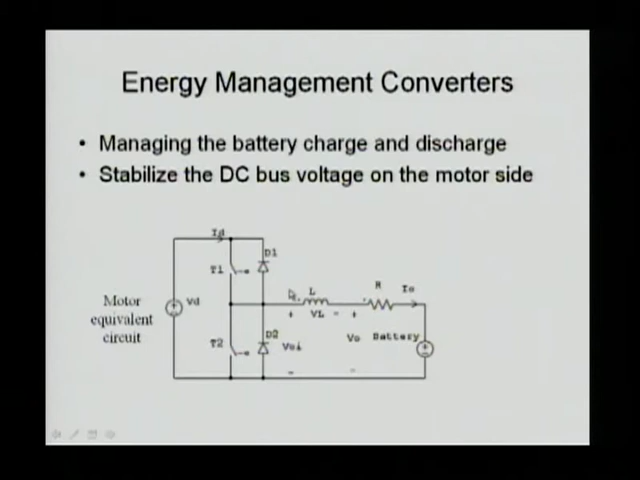 Energy Management Converters
• Managing the battery charge and discharge
• Stabilize the DC bus voltage on the motor side
Id
D1
T1
L
R
Io
Motor
equivalent
circuit
Vd
+ VL - +
D2
T2
Voi
Vo
Battery
-
-